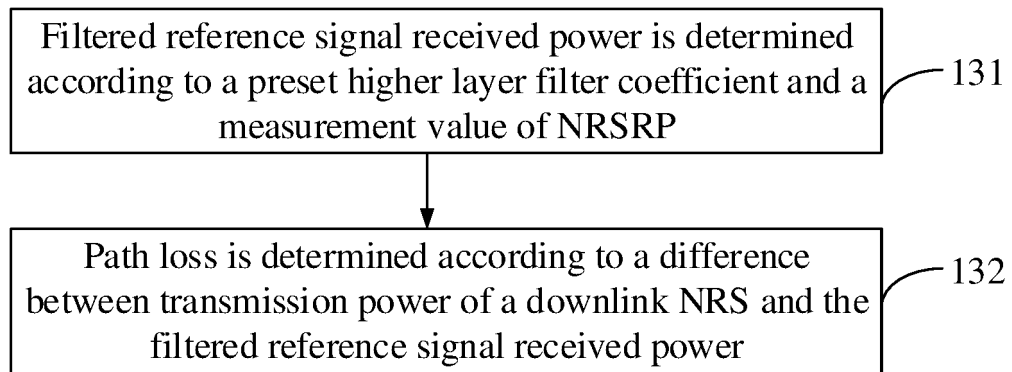 Filtered reference signal received power is determined
according to a preset higher layer filter coefficient and a
measurement value of NRSRP
131
Path loss is determined according to a difference
between transmission power of a downlink NRS and the
filtered reference signal received power
132